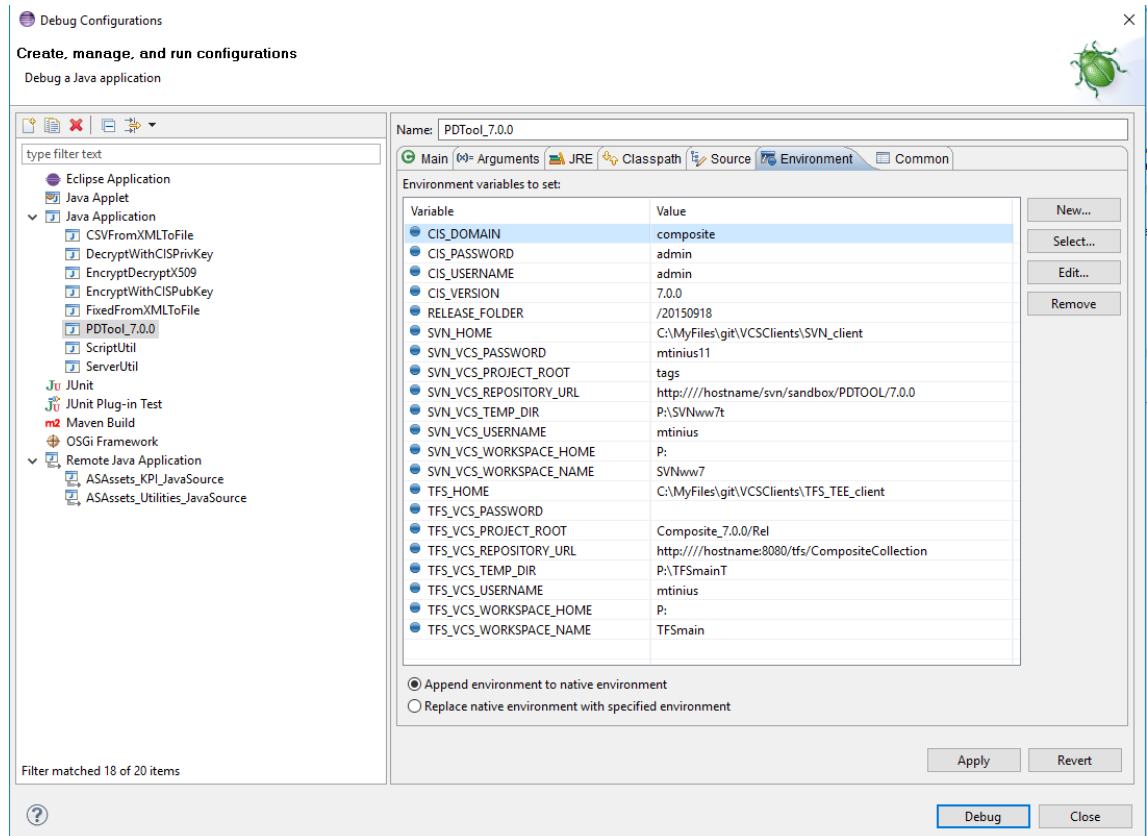 Debug Configurations
Create, manage, and run configurations
Debug a Java application
type filter text
Eclipse Application
Java Applet
Java Application
CSVFromXMLToFile
DecryptWithCISPrivKey
EncryptDecryptX509
EncryptWithCISPubKey
FixedFromXMLToFile
PDTool_7.0.0
ScriptUtil
ServerUtil
JUnit
JUnit Plug-in Test
Maven Build
OSGi Framework
Remote Java Application
ASAssets_KPI_JavaSource
ASAssets_Utilities_JavaSource
Filter matched 18 of 20 items
Name: PDTool_7.0.0
Main (x)= Arguments JRE Classpath Source Environment Common
Environment variables to set:
Variable Value
CIS_DOMAIN composite
CIS_PASSWORD admin
CIS_USERNAME admin
CIS_VERSION 7.0.0
RELEASE_FOLDER /20150918
SVN_HOME C:\MyFiles\git\VCSClients\SVN_client
SVN_VCS_PASSWORD mtinius11
SVN_VCS_PROJECT_ROOT tags
SVN_VCS_REPOSITORY_URL http:////hostname/svn/sandbox/PDTOOL/7.0.0
SVN_VCS_TEMP_DIR P:\SVNww7t
SVN_VCS_USERNAME mtinius
SVN_VCS_WORKSPACE_HOME P:
SVN_VCS_WORKSPACE_NAME SVNww7
TFS_HOME C:\MyFiles\git\VCSClients\TFS_TEE_client
TFS_VCS_PASSWORD
TFS_VCS_PROJECT_ROOT Composite_7.0.0/Rel
TFS_VCS_REPOSITORY_URL http:////hostname:8080/tfs/CompositeCollection
TFS_VCS_TEMP_DIR P:\TFSmainT
TFS_VCS_USERNAME mtinius
TFS_VCS_WORKSPACE_HOME P:
TFS_VCS_WORKSPACE_NAME TFSmain
New...
Select...
Edit...
Remove
Append environment to native environment
Replace native environment with specified environment
Apply Revert
Debug Close